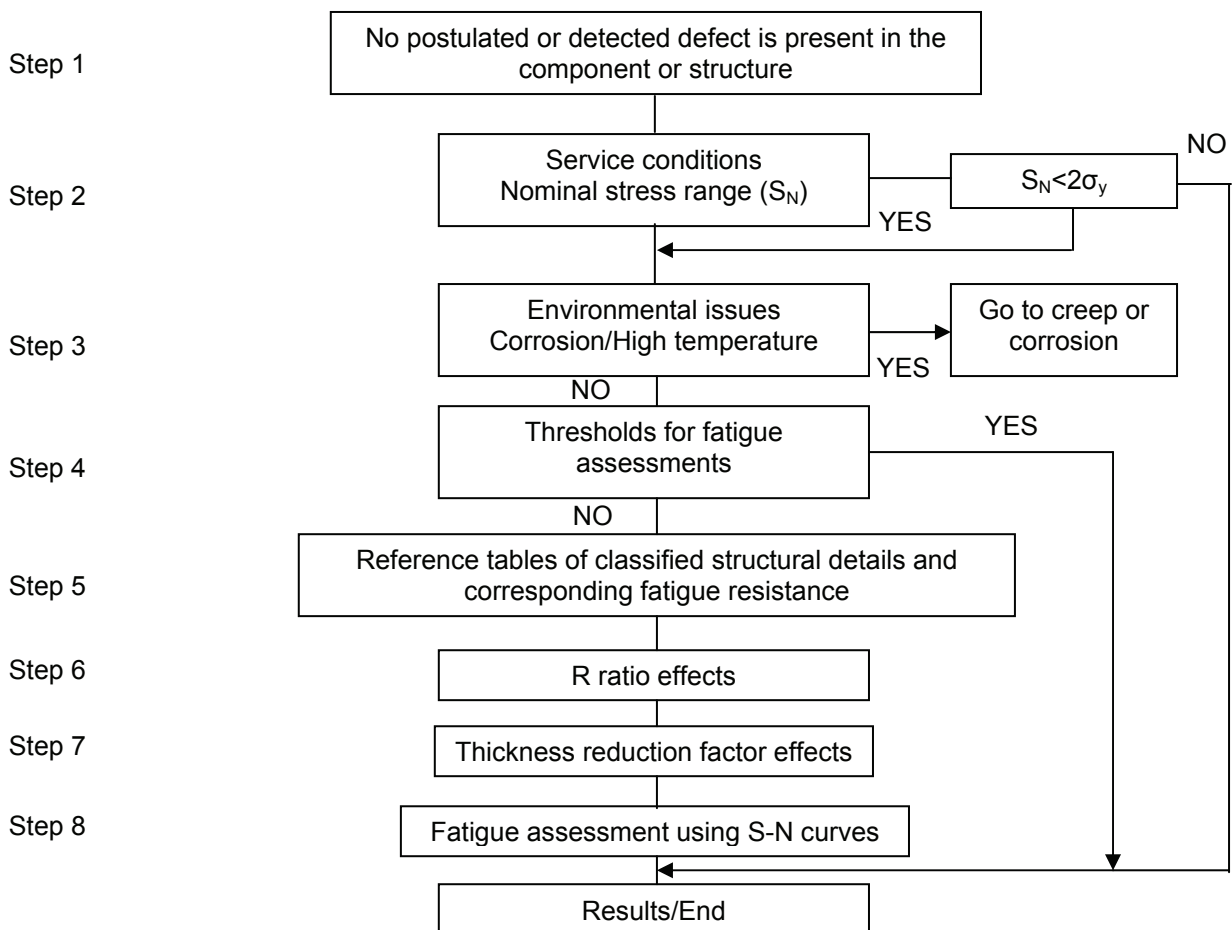 Step 1
No postulated or detected defect is present in the
component or structure
Step 2
Service conditions
Nominal stress range (S_N)
S_N<2σ_y
NO
YES
Step 3
Environmental issues
Corrosion/High temperature
YES
Go to creep or
corrosion
NO
Step 4
Thresholds for fatigue
assessments
YES
NO
Step 5
Reference tables of classified structural details and
corresponding fatigue resistance
Step 6
R ratio effects
Step 7
Thickness reduction factor effects
Step 8
Fatigue assessment using S-N curves
Results/End